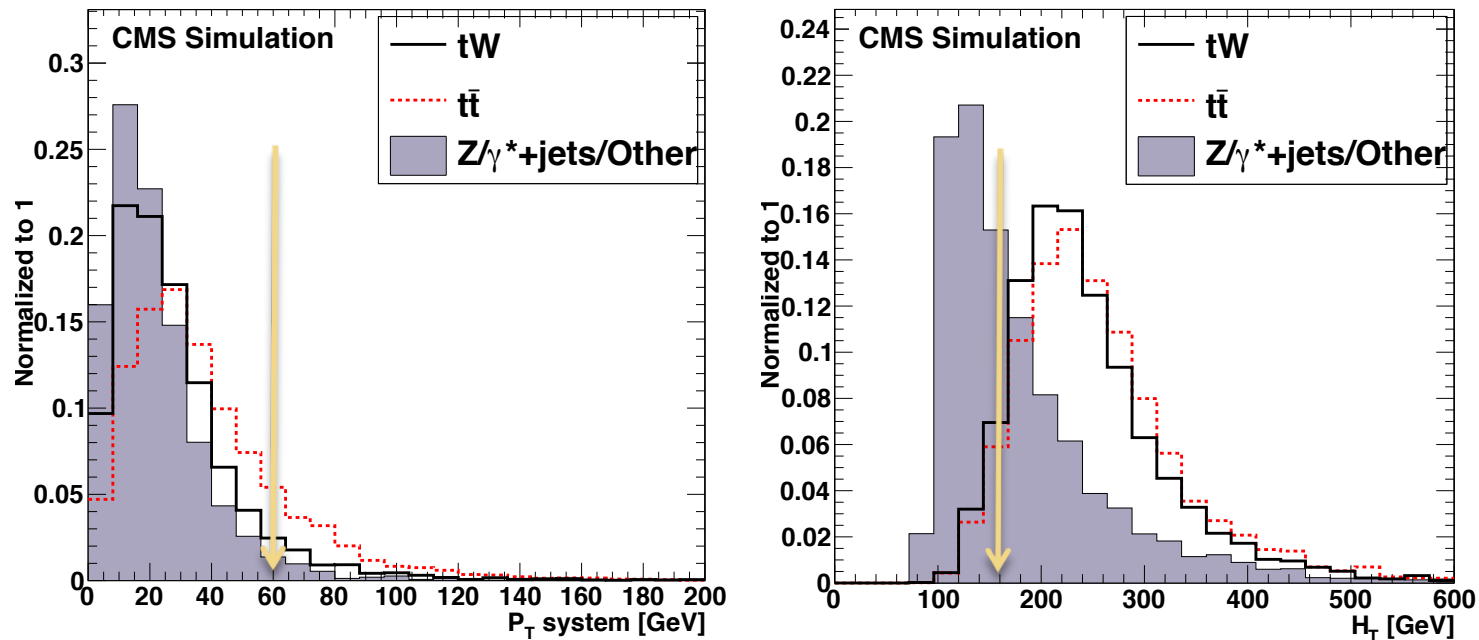 CMS Simulation
tW
tt̄
Z/γ*+jets/Other
Normalized to 1
0.3
0.25
0.2
0.15
0.1
0.05
0
0 20 40 60 80 100 120 140 160 180 200
P_T system [GeV]
CMS Simulation
tW
tt̄
Z/γ*+jets/Other
Normalized to 1
0.24
0.22
0.2
0.18
0.16
0.14
0.12
0.1
0.08
0.06
0.04
0.02
0
0 100 200 300 400 500 600
H_T [GeV]